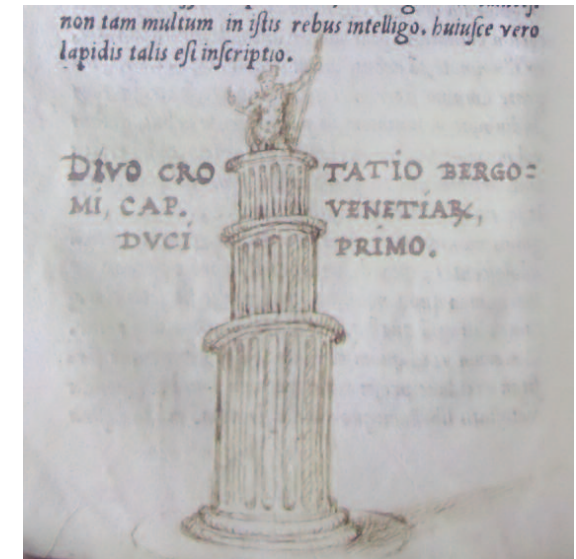 non tam multum in iſtis rebus intelligo. huiuſce vero
lapidis talis eſt inſcriptio.
DIVO CRO TATIO BERGO=
MI, CAP. VENETIARꝜ,
DVCI PRIMO.